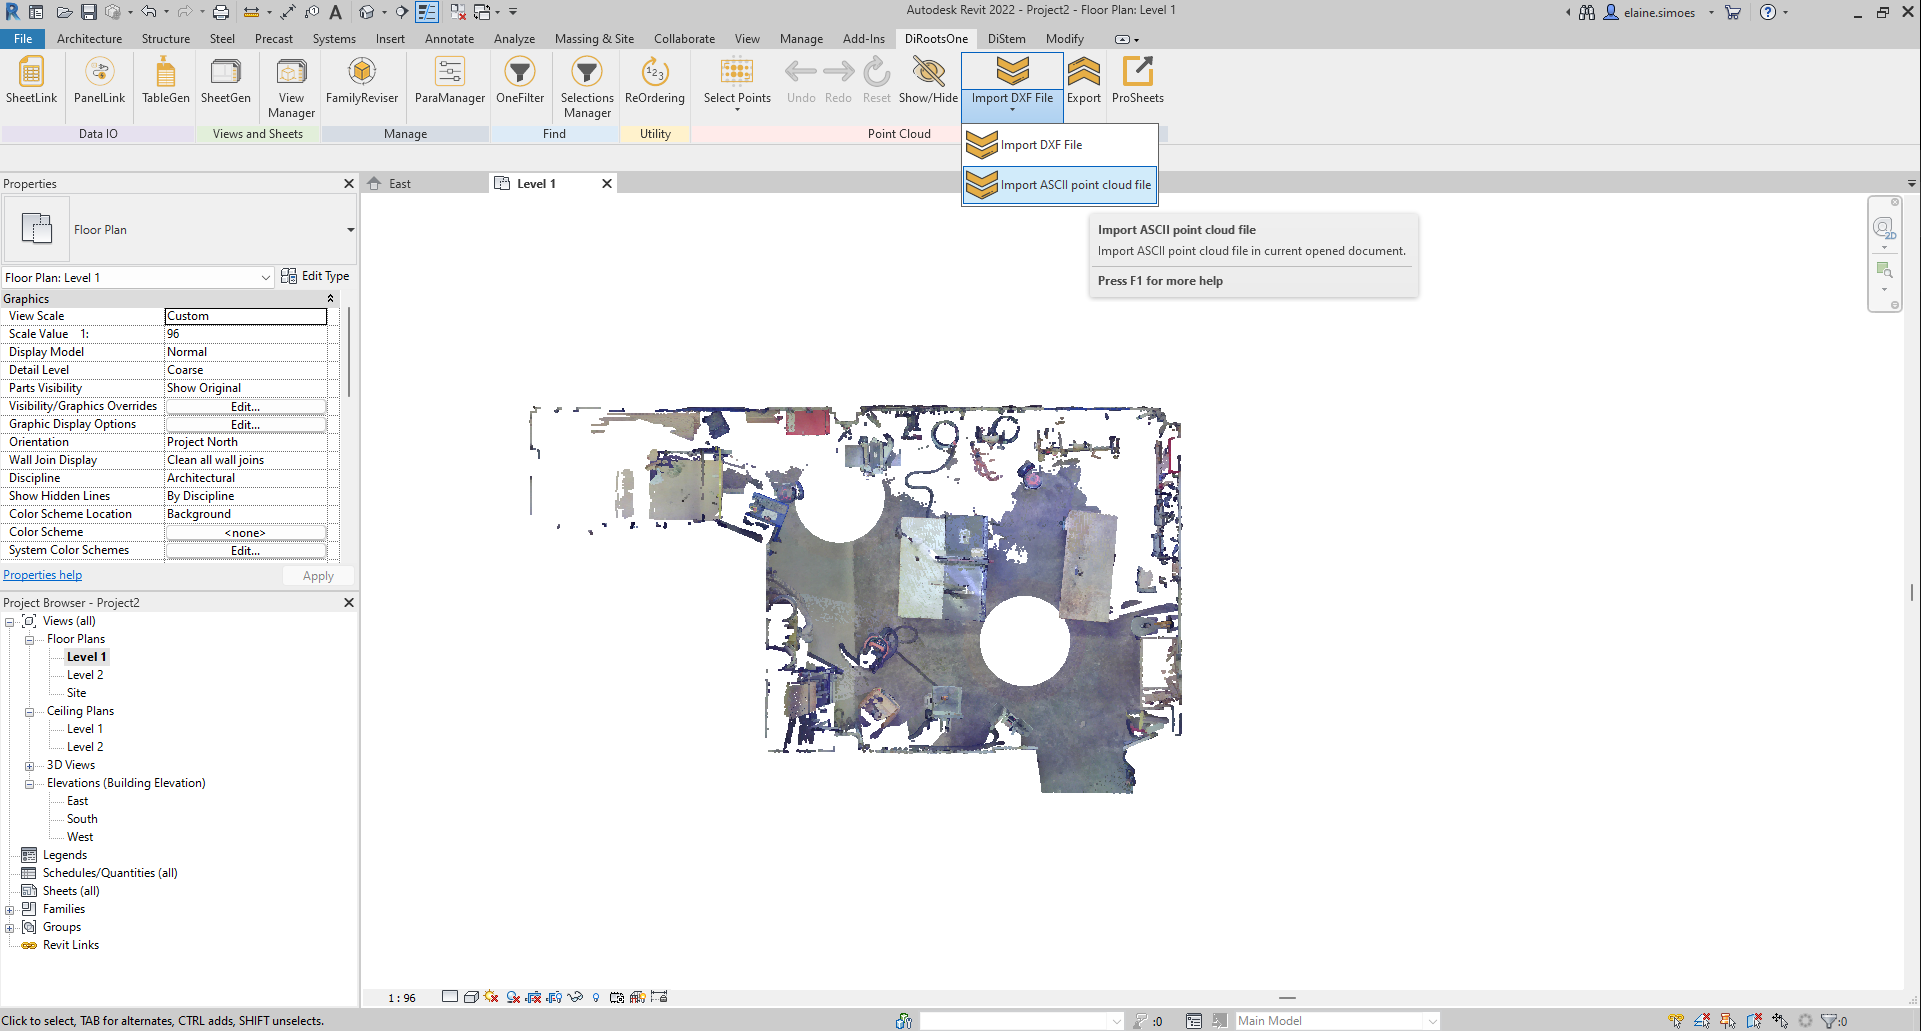 Autodesk Revit 2022 - Project2 - Floor Plan: Level 1
elaine.simoes
File Architecture Structure Steel Precast Systems Insert Annotate Analyze Massing & Site Collaborate View Manage Add-Ins DiRootsOne DiStem Modify
SheetLink PanelLink TableGen SheetGen View Manager FamilyReviser ParaManager OneFilter Selections Manager ReOrdering Select Points Undo Redo Reset Show/Hide Import DXF File Export ProSheets
Data IO Views and Sheets Manage Find Utility Point Cloud
Import DXF File
Import ASCII point cloud file
Import ASCII point cloud file
Import ASCII point cloud file in current opened document.
Press F1 for more help
East Level 1
2D
Properties
Floor Plan
Floor Plan: Level 1 Edit Type
Graphics
View Scale Custom
Scale Value 1: 96
Display Model Normal
Detail Level Coarse
Parts Visibility Show Original
Visibility/Graphics Overrides Edit...
Graphic Display Options Edit...
Orientation Project North
Wall Join Display Clean all wall joins
Discipline Architectural
Show Hidden Lines By Discipline
Color Scheme Location Background
Color Scheme <none>
System Color Schemes Edit...
Properties help Apply
Project Browser - Project2
Views (all)
Floor Plans
Level 1
Level 2
Site
Ceiling Plans
Level 1
Level 2
3D Views
Elevations (Building Elevation)
East
South
West
Legends
Schedules/Quantities (all)
Sheets (all)
Families
Groups
Revit Links
1 : 96
Click to select, TAB for alternates, CTRL adds, SHIFT unselects.
:0 Main Model :0